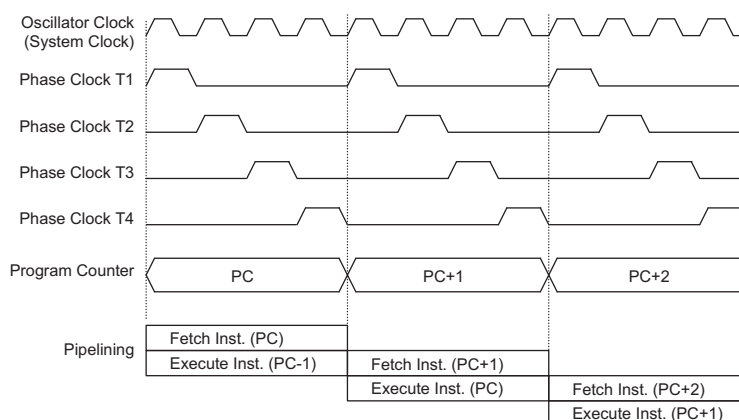 Oscillator Clock
(System Clock)
Phase Clock T1
Phase Clock T2
Phase Clock T3
Phase Clock T4
Program Counter
PC
PC+1
PC+2
Pipelining
Fetch Inst. (PC)
Execute Inst. (PC-1)
Fetch Inst. (PC+1)
Execute Inst. (PC)
Fetch Inst. (PC+2)
Execute Inst. (PC+1)